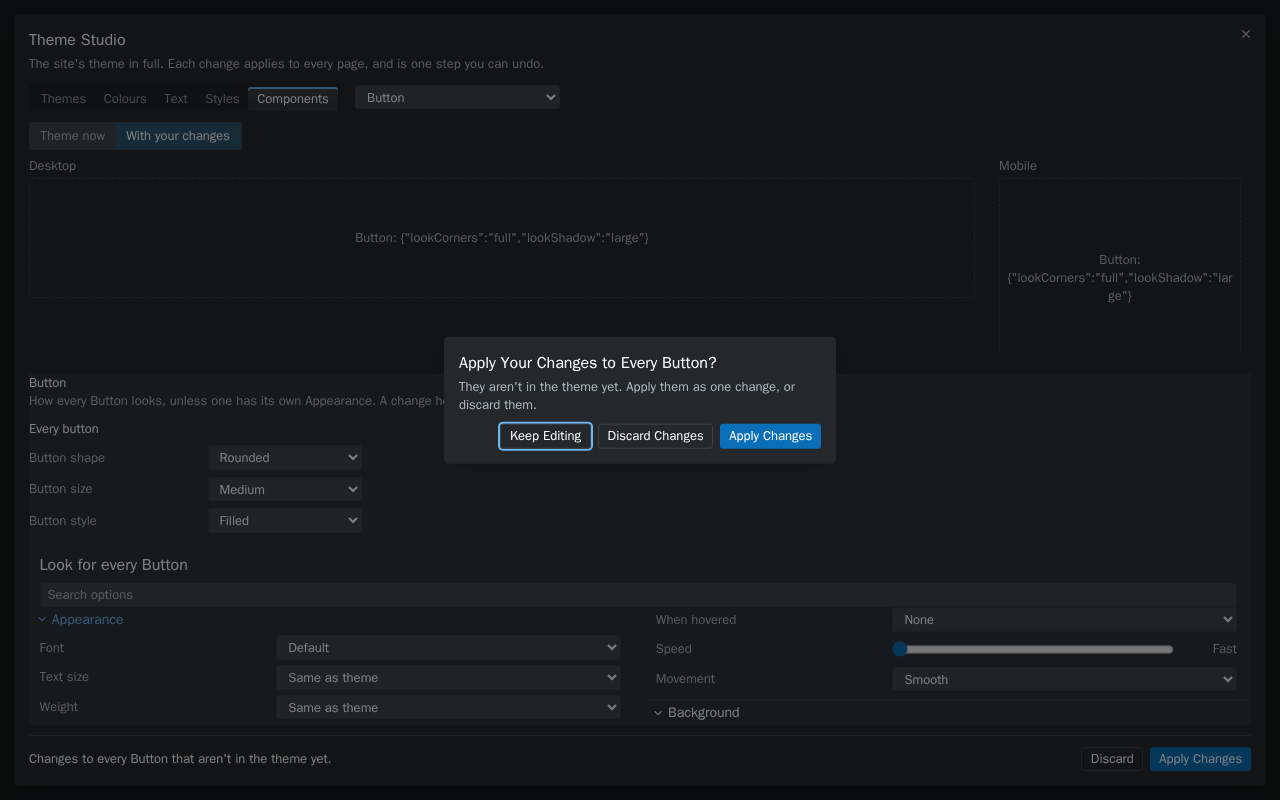 Theme Studio
×
The site's theme in full. Each change applies to every page, and is one step you can undo.
Themes Colours Text Styles Components Button
Theme now With your changes
Desktop Mobile
Button: {"lookCorners":"full","lookShadow":"large"}
Button:
{"lookCorners":"full","lookShadow":"lar
ge"}
Apply Your Changes to Every Button?
They aren't in the theme yet. Apply them as one change, or
discard them.
Keep Editing Discard Changes Apply Changes
Button
How every Button looks, unless one has its own Appearance. A change he
Every button
Button shape Rounded
Button size Medium
Button style Filled
Look for every Button
Search options
Appearance
Font Default
Text size Same as theme
Weight Same as theme
When hovered None
Speed Fast
Movement Smooth
Background
Changes to every Button that aren't in the theme yet.
Discard Apply Changes